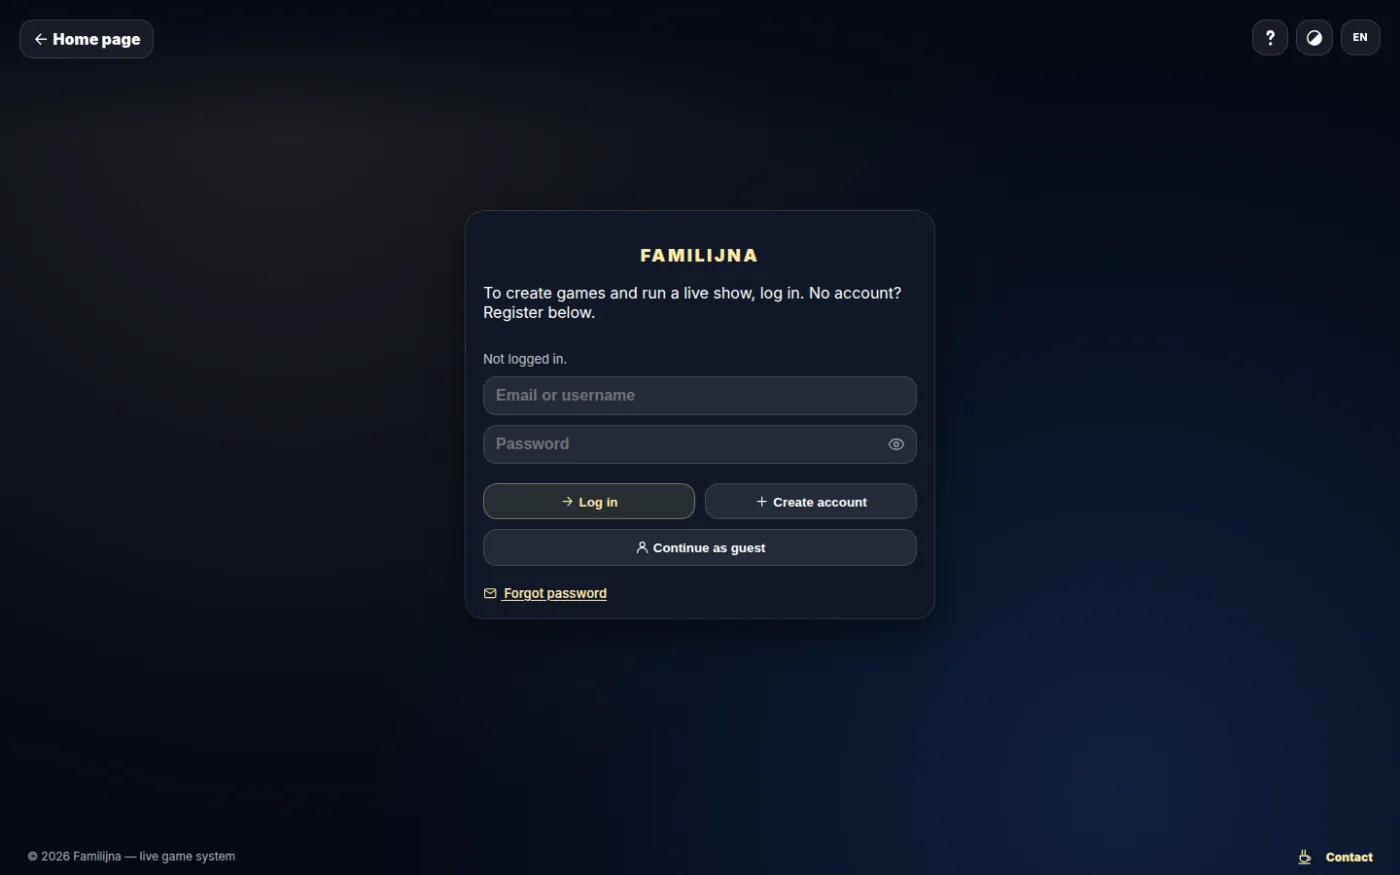 Home page
?
EN
FAMILIJNA
To create games and run a live show, log in. No account?
Register below.
Not logged in.
Email or username
Password
Log in
Create account
Continue as guest
Forgot password
© 2026 Familijna — live game system
Contact